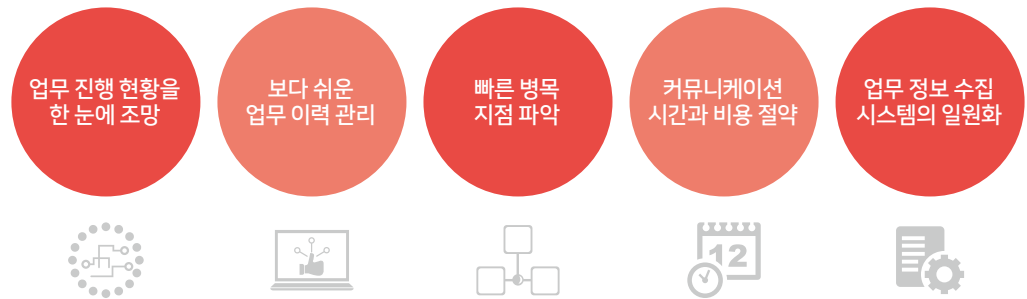 업무 진행 현황을
한 눈에 조망
보다 쉬운
업무 이력 관리
빠른 병목
지점 파악
커뮤니케이션
시간과 비용 절약
업무 정보 수집
시스템의 일원화
12